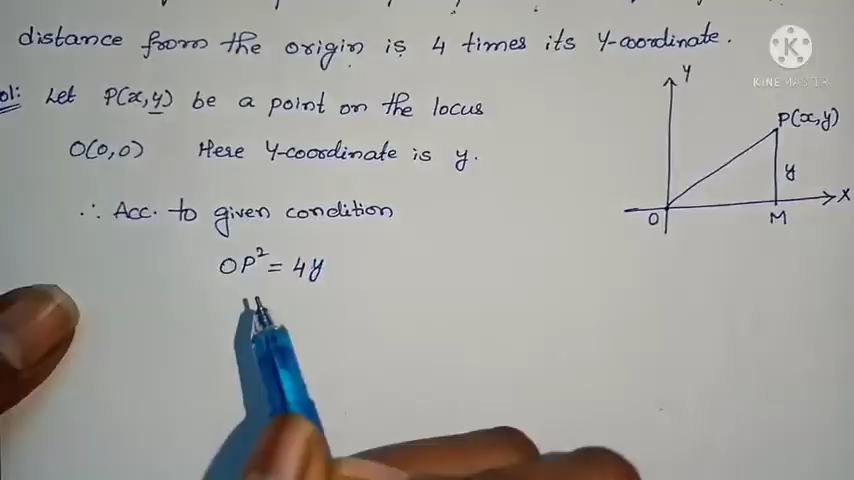 distance from the origin is 4 times its Y-coordinate.
ol: Let P(x,y) be a point on the locus
O(0,0) Here Y-coordinate is y.
∴ Acc. to given condition
OP² = 4y
Y
P(x,y)
y
O
M
X
KINEMASTER